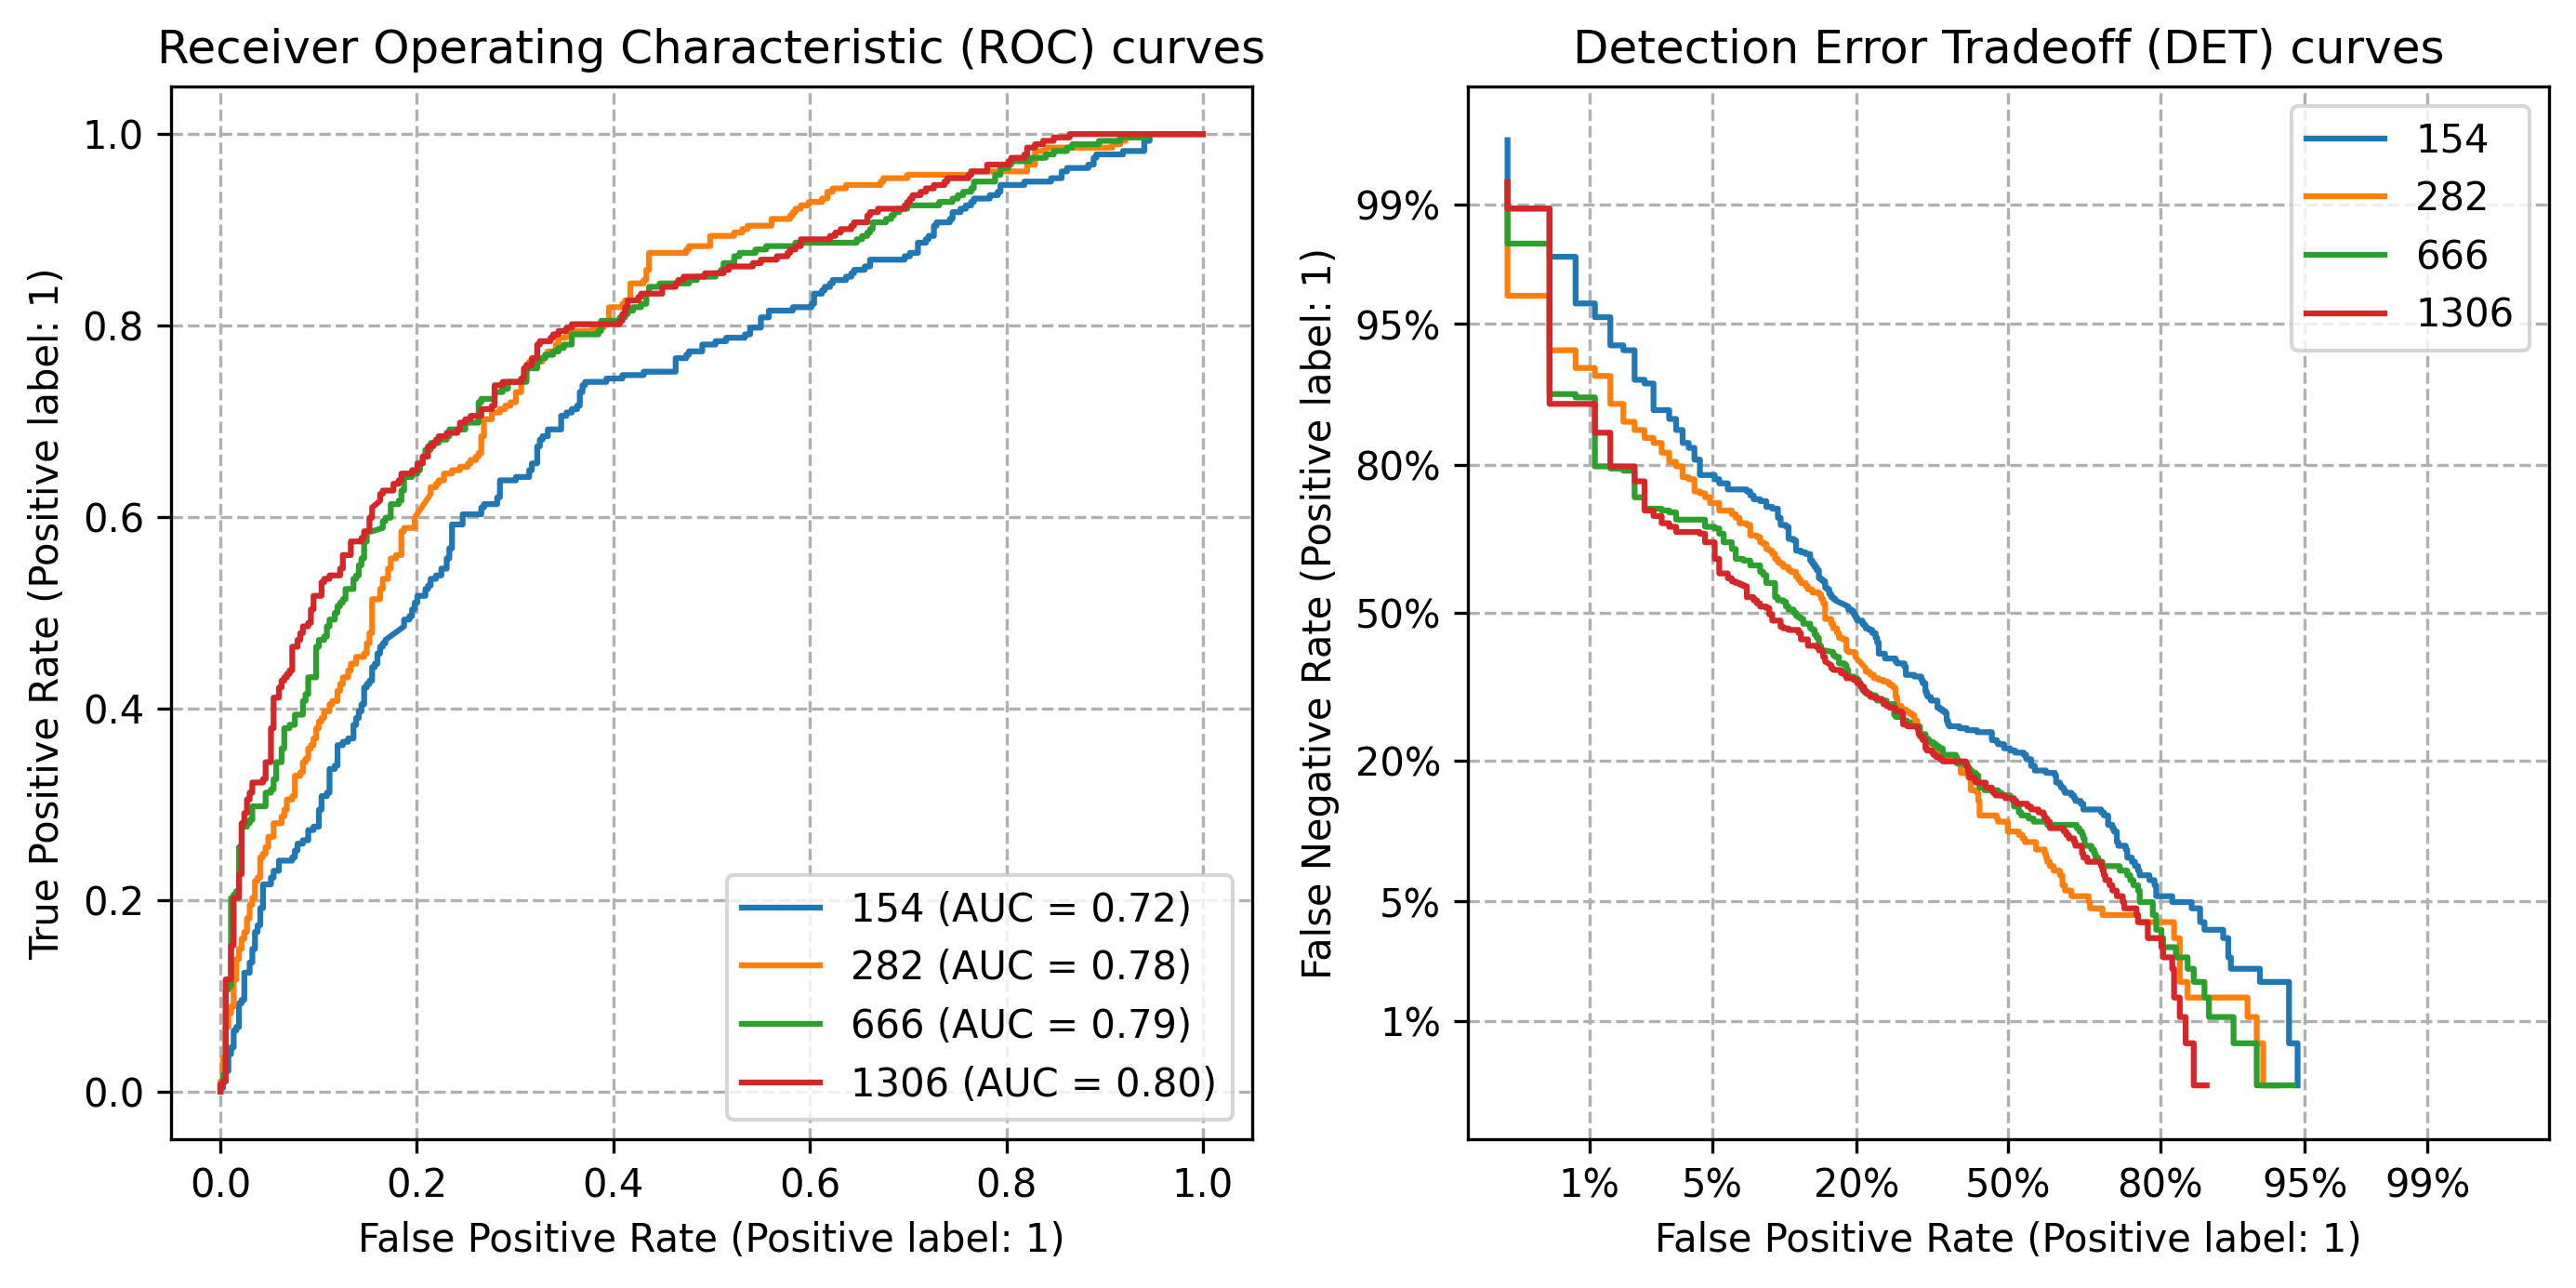 Receiver Operating Characteristic (ROC) curves
True Positive Rate (Positive label: 1)
1.0
0.8
0.6
0.4
0.2
0.0
154 (AUC = 0.72)
282 (AUC = 0.78)
666 (AUC = 0.79)
1306 (AUC = 0.80)
0.0 0.2 0.4 0.6 0.8 1.0
False Positive Rate (Positive label: 1)
Detection Error Tradeoff (DET) curves
False Negative Rate (Positive label: 1)
99%
95%
80%
50%
20%
5%
1%
154
282
666
1306
1% 5% 20% 50% 80% 95% 99%
False Positive Rate (Positive label: 1)